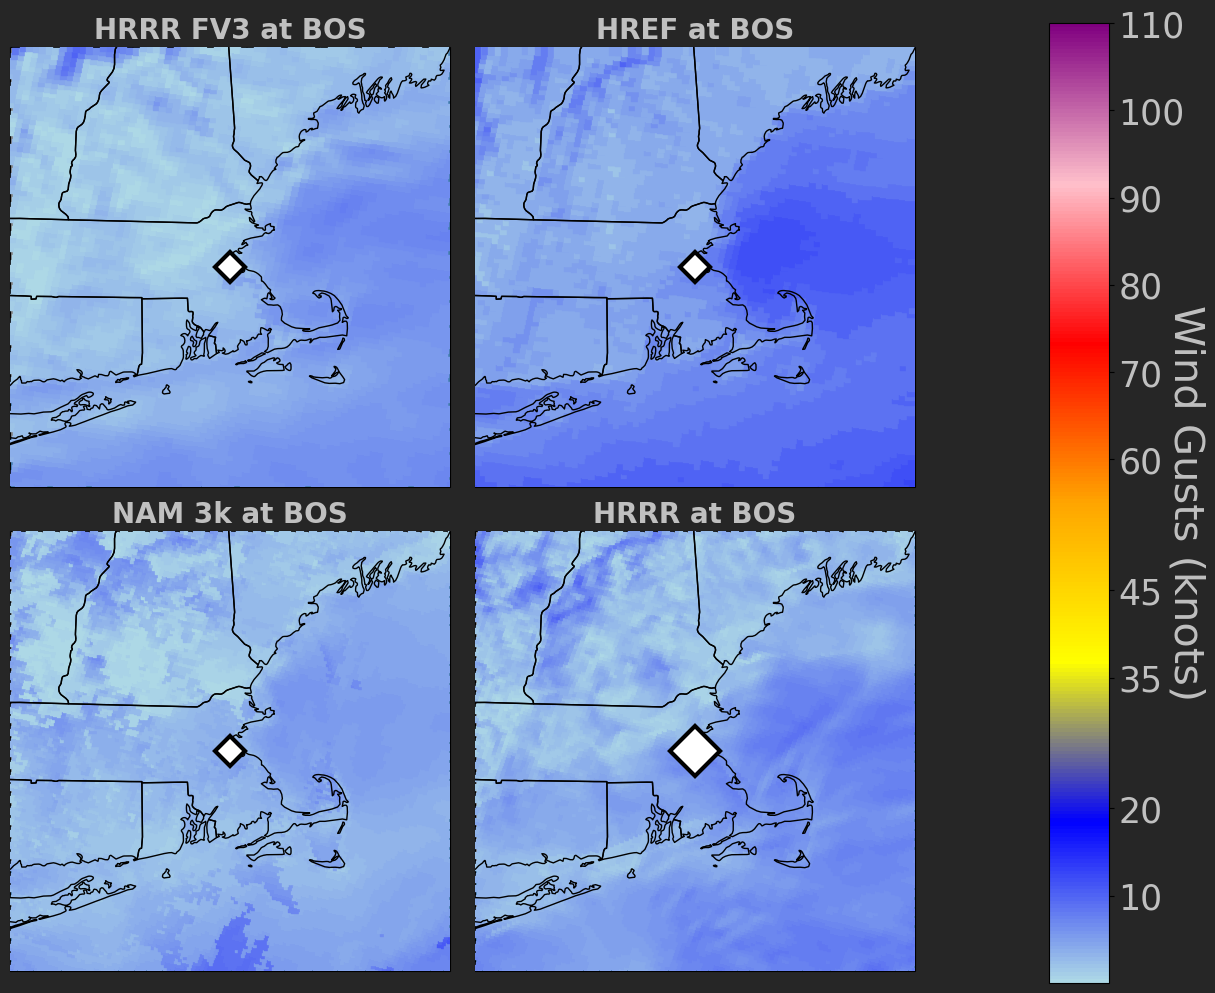 HRRR FV3 at BOS
HREF at BOS
NAM 3k at BOS
HRRR at BOS
110
100
90
80
70
60
45
35
20
10
Wind Gusts (knots)